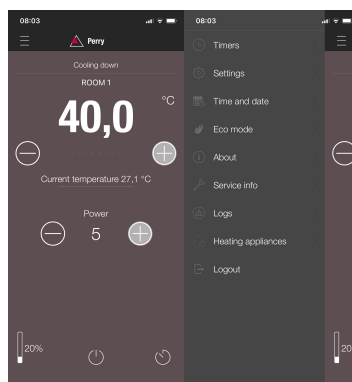 08:03
Perry
Cooling down
ROOM 1
40,0 °C
Current temperature 27,1 °C
Power
5
20%
08:03
Timers
Settings
Time and date
Eco mode
About
Service info
Logs
Heating appliances
Logout
20